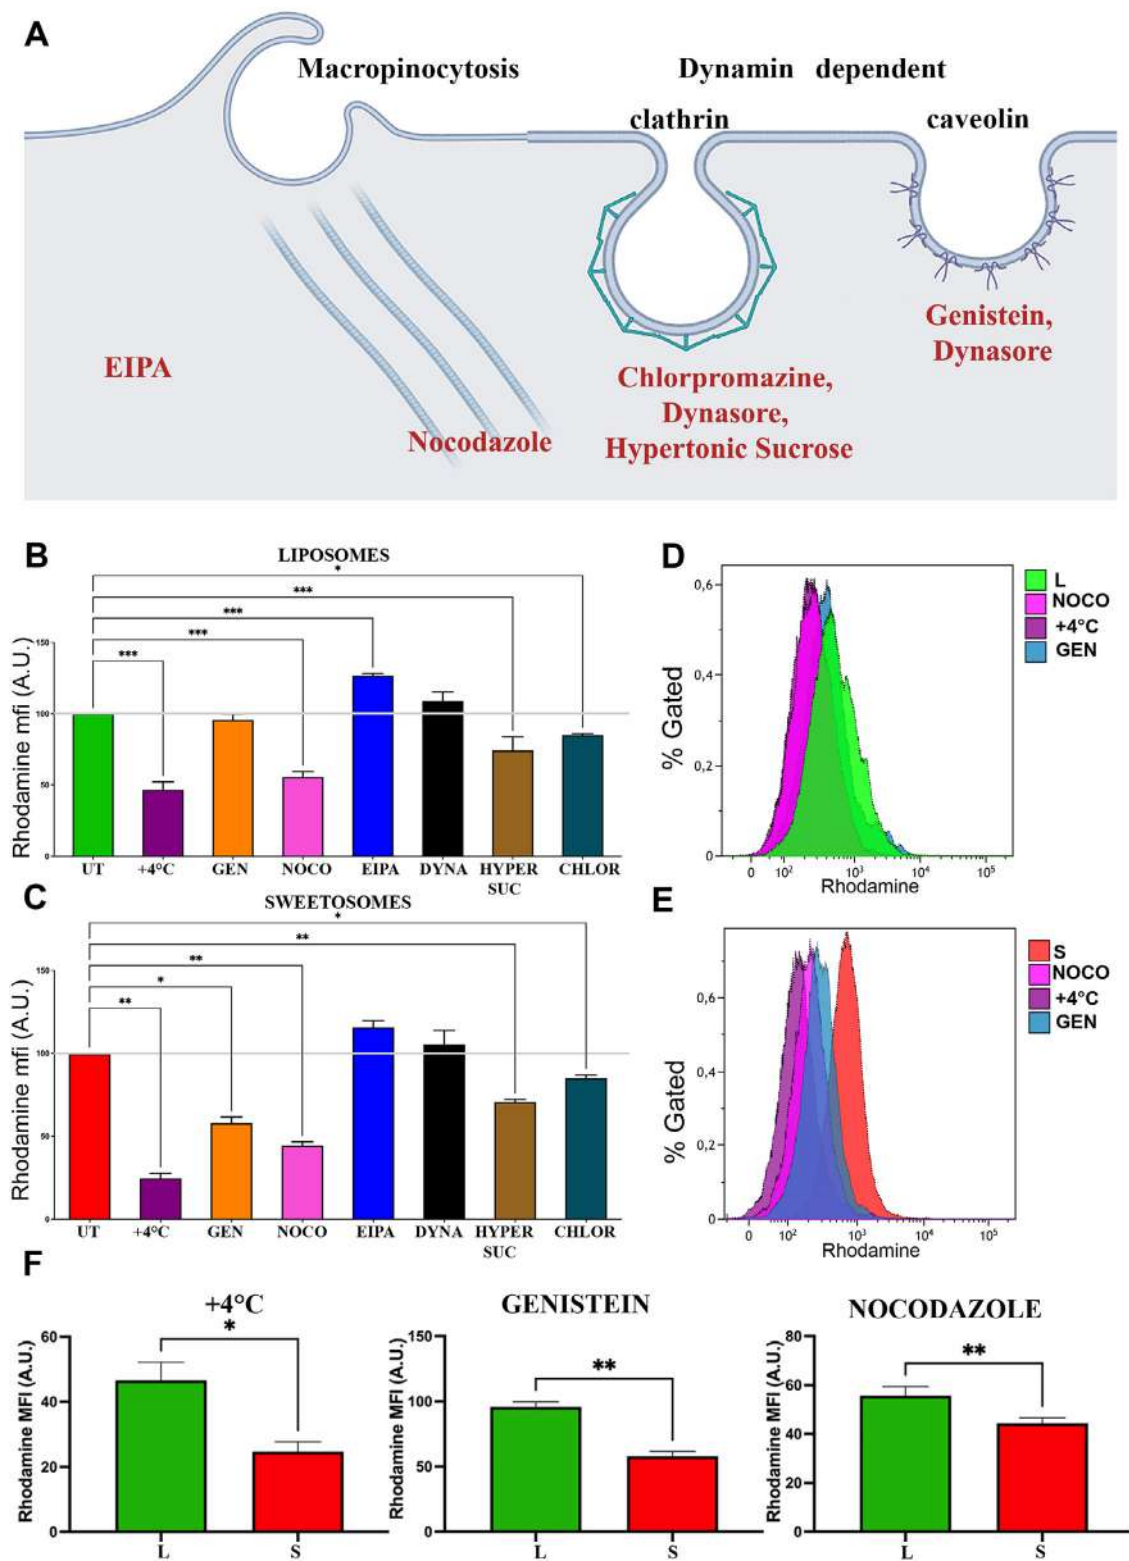 A
Macropinocytosis
Dynamin dependent
clathrin
caveolin
EIPA
Nocodazole
Chlorpromazine,
Dynasore,
Hypertonic Sucrose
Genistein,
Dynasore
B
LIPOSOMES
*
***
***
***
***
Rhodamine mfi (A.U.)
150
100
50
0
UT +4°C GEN NOCO EIPA DYNA HYPER CHLOR
SUC
D
L
NOCO
+4°C
GEN
% Gated
0,6
0,4
0,2
0
0 10² 10³ 10⁴ 10⁵
Rhodamine
C
SWEETOSOMES
*
**
**
*
**
Rhodamine mfi (A.U.)
150
100
50
0
UT +4°C GEN NOCO EIPA DYNA HYPER CHLOR
SUC
E
S
NOCO
+4°C
GEN
% Gated
0,6
0,4
0,2
0
0 10² 10³ 10⁴ 10⁵
Rhodamine
F
+4°C
*
Rhodamine MFI (A.U.)
60
40
20
0
L S
GENISTEIN
**
Rhodamine MFI (A.U.)
150
100
50
0
L S
NOCODAZOLE
**
Rhodamine MFI (A.U.)
80
60
40
20
0
L S